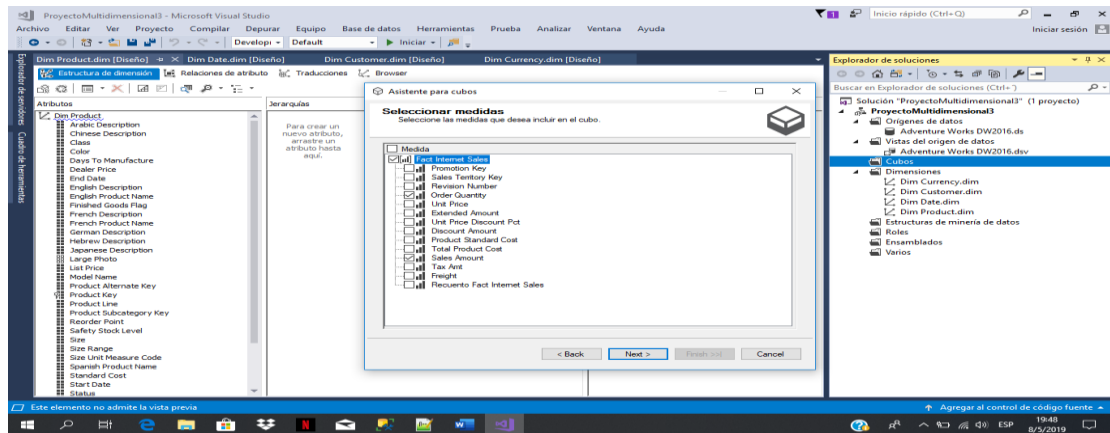 ProyectoMultidimensional3 - Microsoft Visual Studio
Inicio rápido (Ctrl+Q)
Archivo Editar Ver Proyecto Compilar Depurar Equipo Base de datos Herramientas Prueba Analizar Ventana Ayuda
Iniciar sesión
Develop Default Iniciar
Explorador de servidores
Cuadro de herramientas
Dim Product.dim [Diseño] Dim Date.dim [Diseño] Dim Customer.dim [Diseño] Dim Currency.dim [Diseño]
Estructura de dimensión Relaciones de atributo Traducciones Browser
Atributos
Dim Product
Arabic Description
Chinese Description
Class
Color
Days To Manufacture
Dealer Price
End Date
English Description
English Product Name
Finished Goods Flag
French Description
French Product Name
German Description
Hebrew Description
Japanese Description
Large Photo
List Price
Model Name
Product Alternate Key
Product Key
Product Line
Product Subcategory Key
Reorder Point
Safety Stock Level
Size
Size Range
Size Unit Measure Code
Spanish Product Name
Standard Cost
Start Date
Status
Jerarquías
Para crear un
nuevo atributo,
arrastre un
atributo hasta
aquí.
Asistente para cubos
Seleccionar medidas
Seleccione las medidas que desea incluir en el cubo.
Medida
Fact Internet Sales
Promotion Key
Sales Territory Key
Revision Number
Order Quantity
Unit Price
Extended Amount
Unit Price Discount Pct
Discount Amount
Product Standard Cost
Total Product Cost
Sales Amount
Tax Amt
Freight
Recuento Fact Internet Sales
< Back Next > Finish >>| Cancel
Explorador de soluciones
Buscar en Explorador de soluciones (Ctrl+')
Solución "ProyectoMultidimensional3" (1 proyecto)
ProyectoMultidimensional3
Orígenes de datos
Adventure Works DW2016.ds
Vistas del origen de datos
Adventure Works DW2016.dsv
Cubos
Dimensiones
Dim Currency.dim
Dim Customer.dim
Dim Date.dim
Dim Product.dim
Estructuras de minería de datos
Roles
Ensamblados
Varios
Este elemento no admite la vista previa
Agregar al control de código fuente
ESP
19:48
8/5/2019